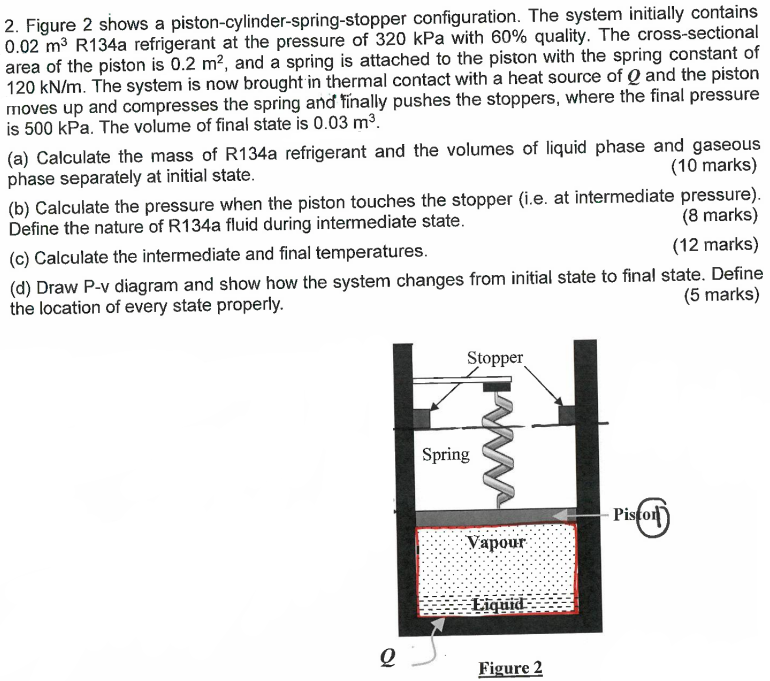 2. Figure 2 shows a piston-cylinder-spring-stopper configuration. The system initially contains
0.02 m³ R134a refrigerant at the pressure of 320 kPa with 60% quality. The cross-sectional
area of the piston is 0.2 m², and a spring is attached to the piston with the spring constant of
120 kN/m. The system is now brought in thermal contact with a heat source of Q and the piston
moves up and compresses the spring and finally pushes the stoppers, where the final pressure
is 500 kPa. The volume of final state is 0.03 m³.
(a) Calculate the mass of R134a refrigerant and the volumes of liquid phase and gaseous
phase separately at initial state. (10 marks)
(b) Calculate the pressure when the piston touches the stopper (i.e. at intermediate pressure).
Define the nature of R134a fluid during intermediate state. (8 marks)
(c) Calculate the intermediate and final temperatures. (12 marks)
(d) Draw P-v diagram and show how the system changes from initial state to final state. Define
the location of every state properly. (5 marks)
Stopper
Spring
Piston
Vapour
Liquid
Q
Figure 2